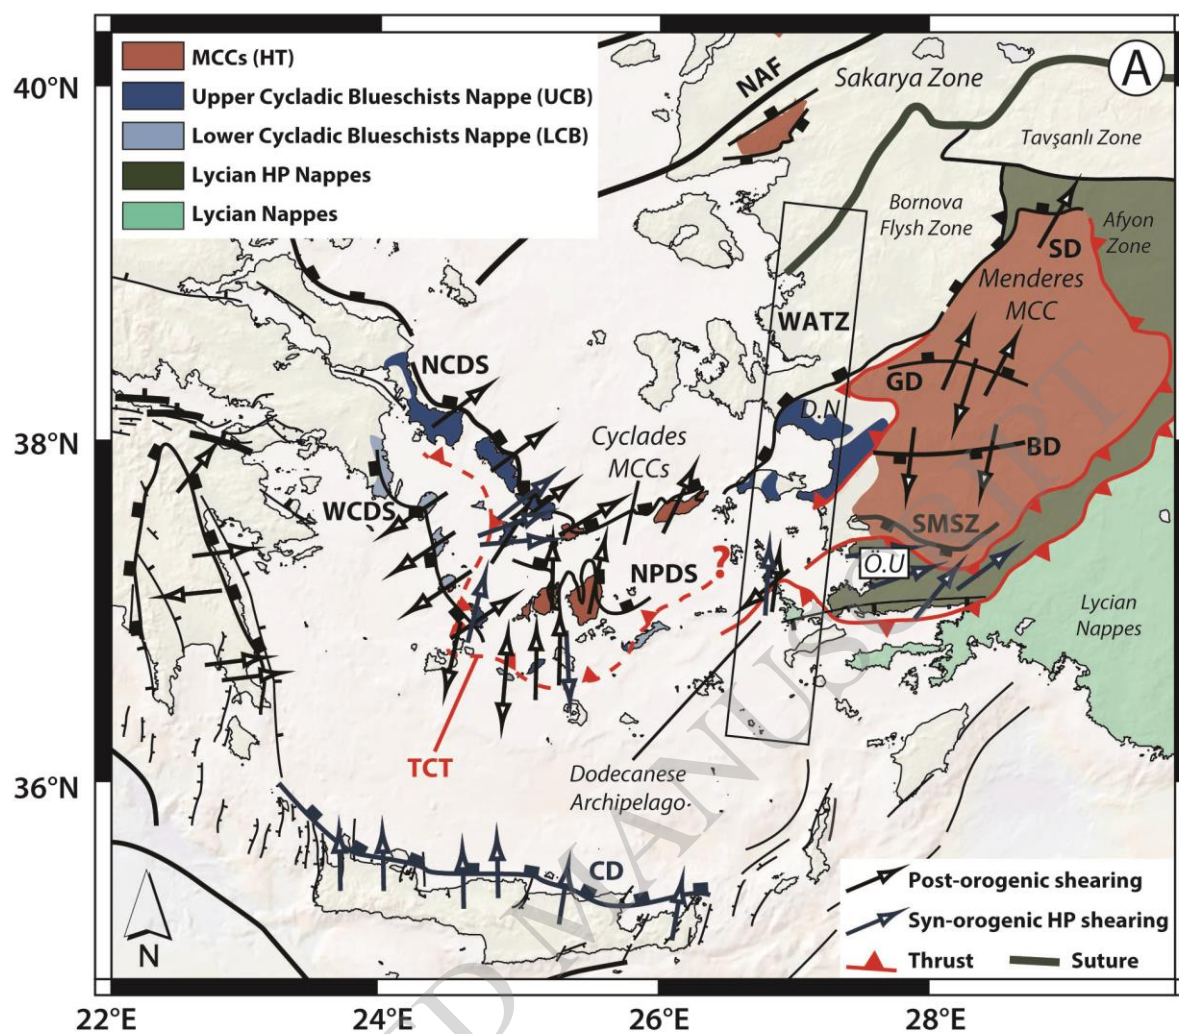 A
MCCs (HT)
Upper Cycladic Blueschists Nappe (UCB)
Lower Cycladic Blueschists Nappe (LCB)
Lycian HP Nappes
Lycian Nappes
40°N
38°N
36°N
22°E
24°E
26°E
28°E
NAF
Sakarya Zone
Tavşanlı Zone
Bornova
Flysh Zone
Afyon
Zone
SD
Menderes
MCC
WATZ
NCDS
GD
D.N
Cyclades
MCCs
BD
WCDS
SMSZ
NPDS
?
Ö.U
Lycian
Nappes
TCT
Dodecanese
Archipelago
CD
N
Post-orogenic shearing
Syn-orogenic HP shearing
Thrust
Suture
D MANUSCRIPT